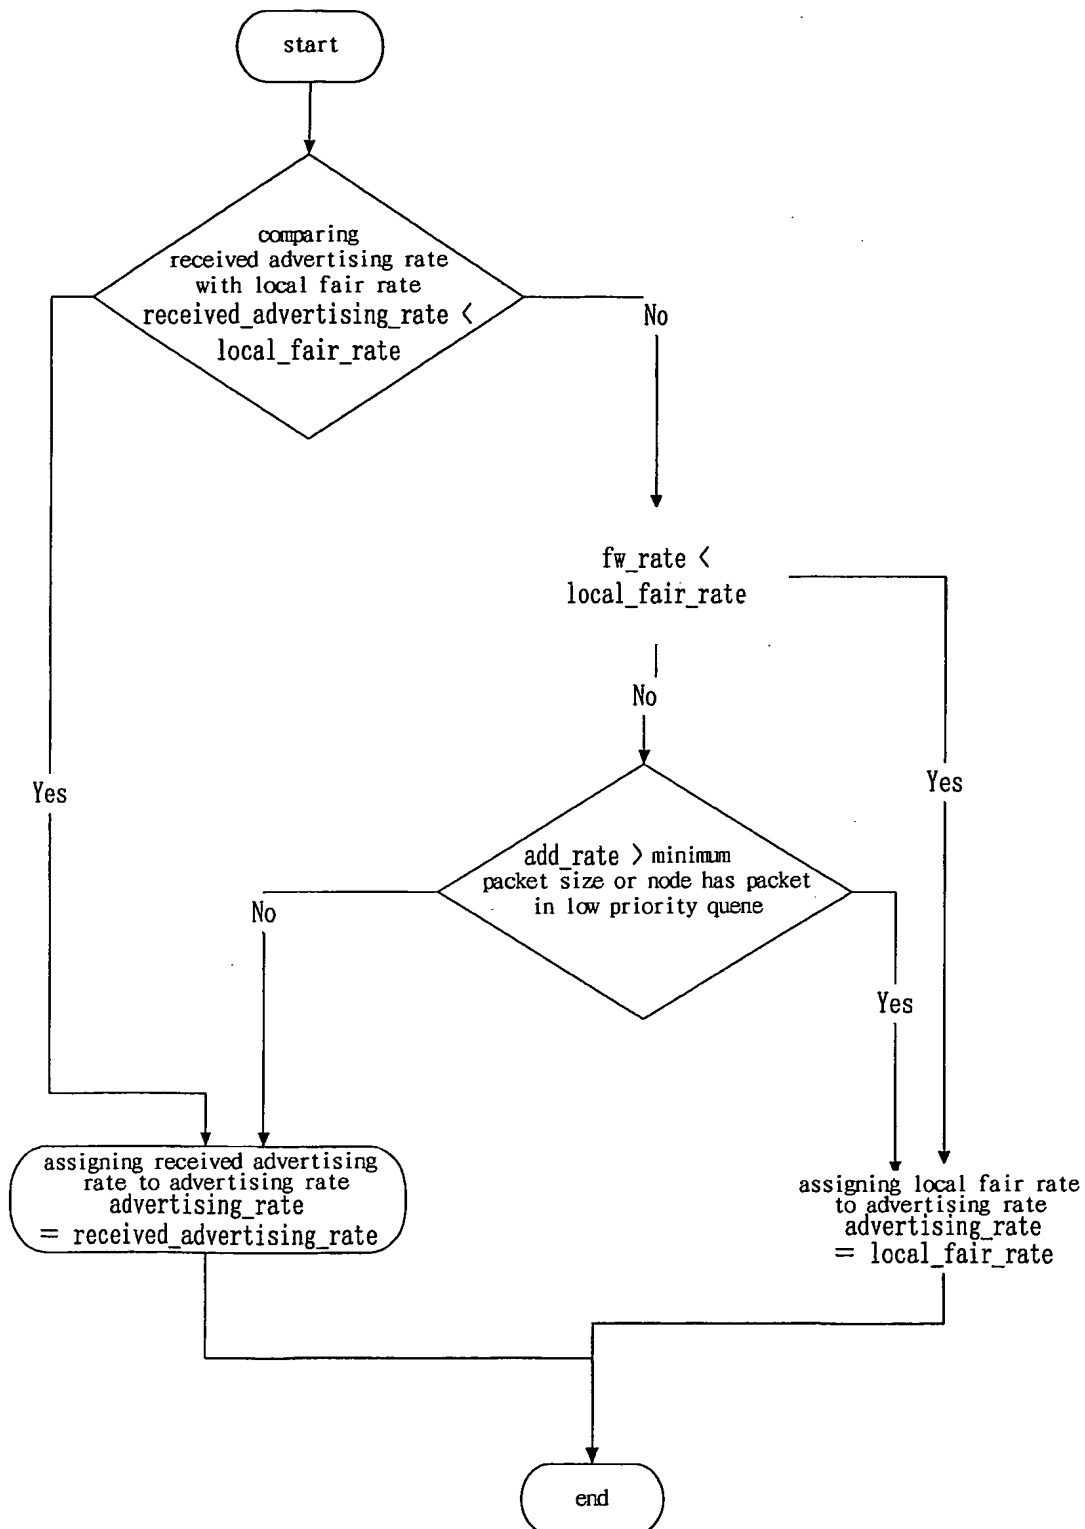 start
comparing
received advertising rate
with local fair rate
received_advertising_rate <
local_fair_rate
No
fw_rate <
local_fair_rate
No
Yes
Yes
add_rate > minimum
packet size or node has packet
in low priority quene
No
Yes
assigning received advertising
rate to advertising rate
advertising_rate
= received_advertising_rate
assigning local fair rate
to advertising rate
advertising_rate
= local_fair_rate
end